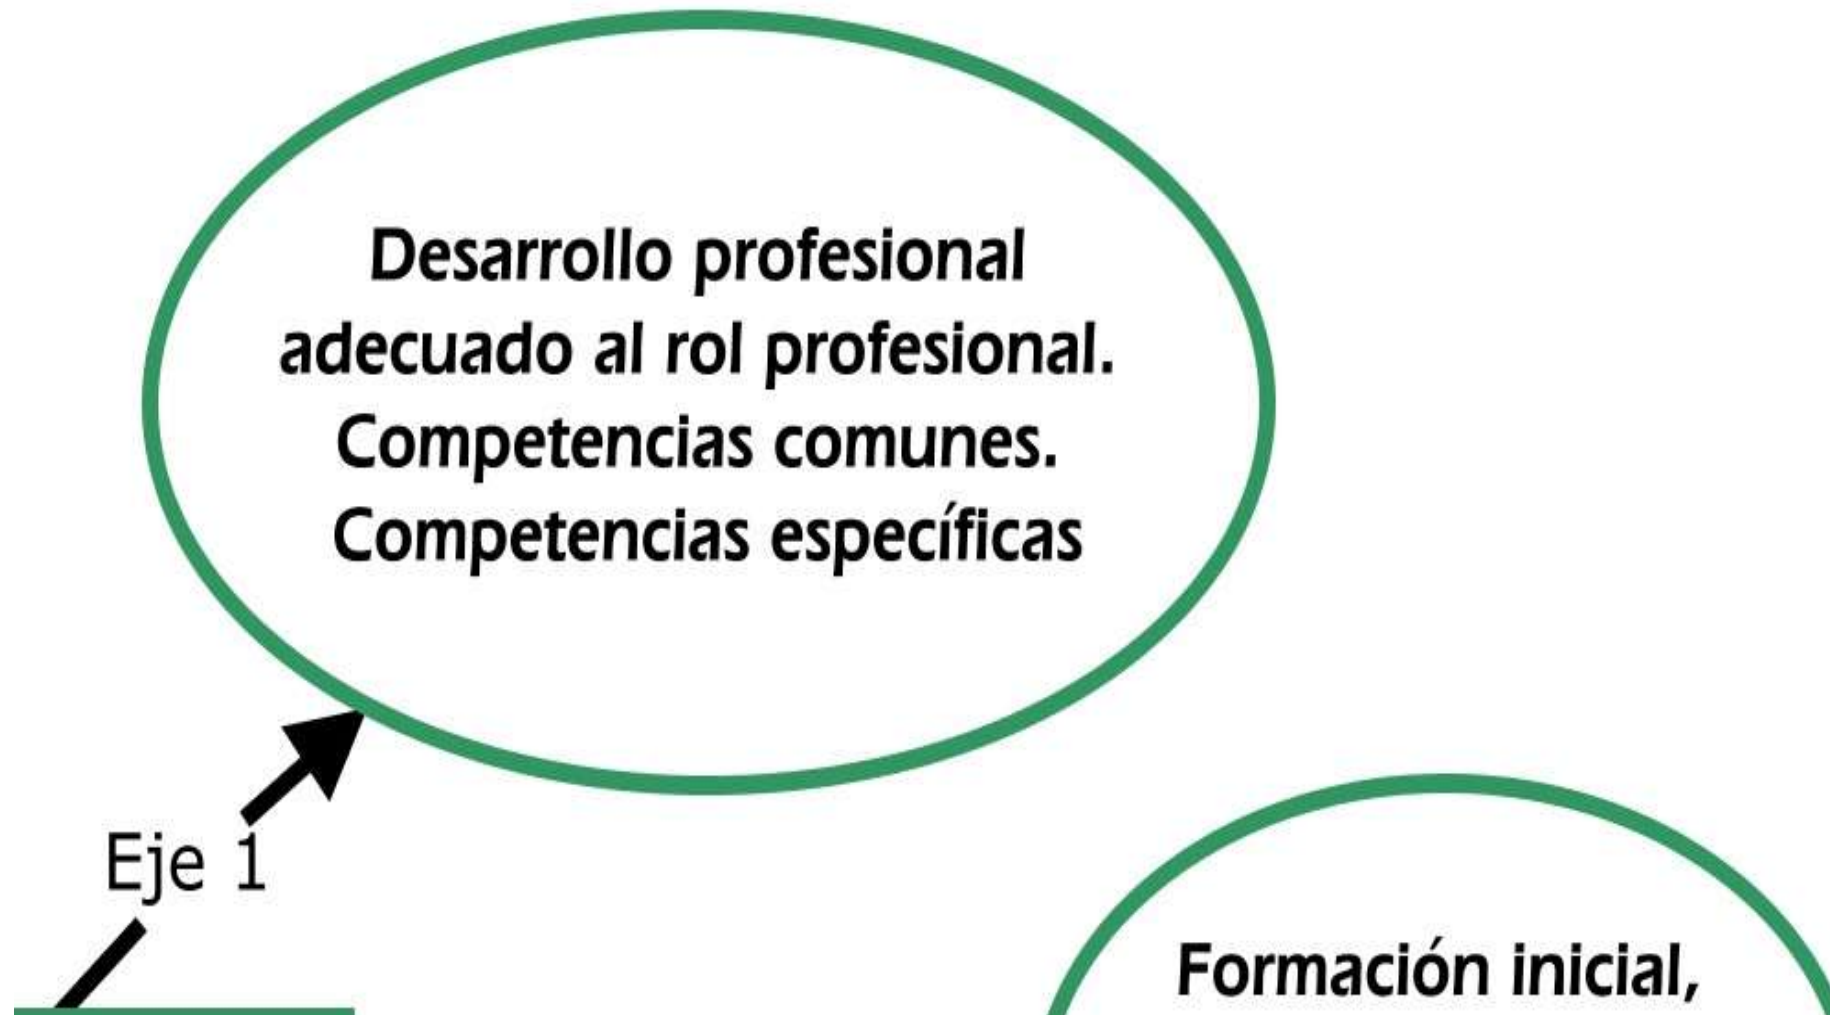 Desarrollo profesional
adecuado al rol profesional.
Competencias comunes.
Competencias específicas
Eje 1
Formación inicial,